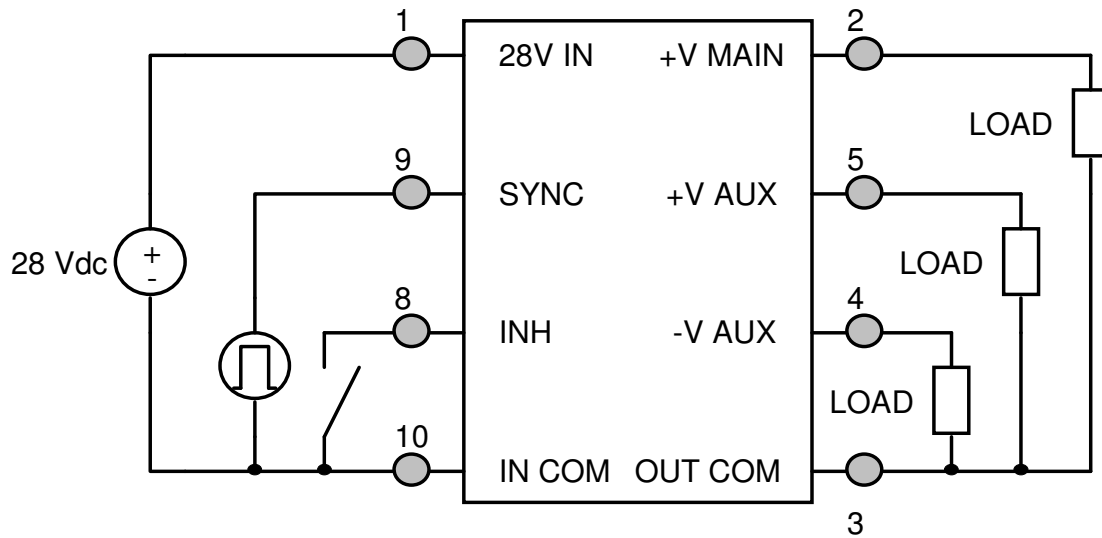 1
2
28V IN
+V MAIN
LOAD
9
5
SYNC
+V AUX
28 Vdc
+
-
LOAD
8
4
INH
-V AUX
LOAD
10
IN COM
OUT COM
3